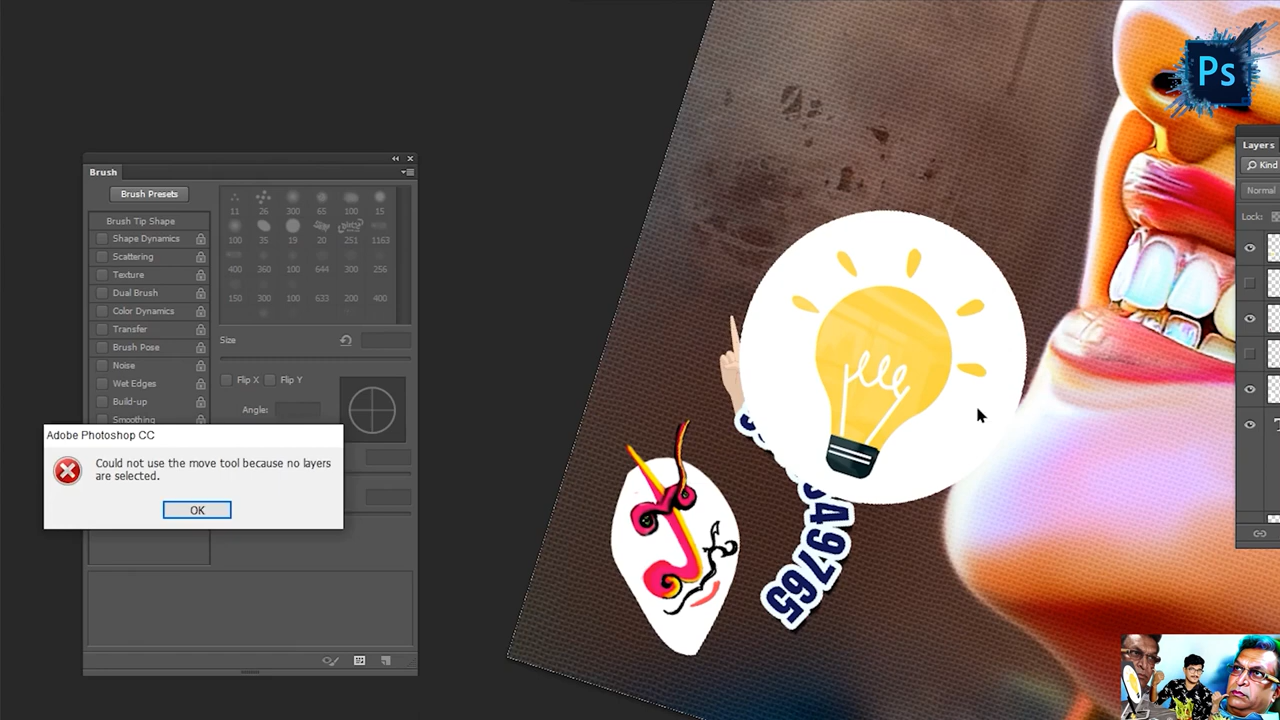 Ps
Layers
Kind
Normal
Lock:
Brush
Brush Presets
Brush Tip Shape
Shape Dynamics
Scattering
Texture
Dual Brush
Color Dynamics
Transfer
Brush Pose
Noise
Wet Edges
Build-up
Smoothing
11 26 300 65 100 15
100 35 19 20 251 1163
400 360 100 644 300 256
150 300 100 633 200 400
Size
Flip X Flip Y
Angle:
Adobe Photoshop CC
Could not use the move tool because no layers
are selected.
OK
A9765